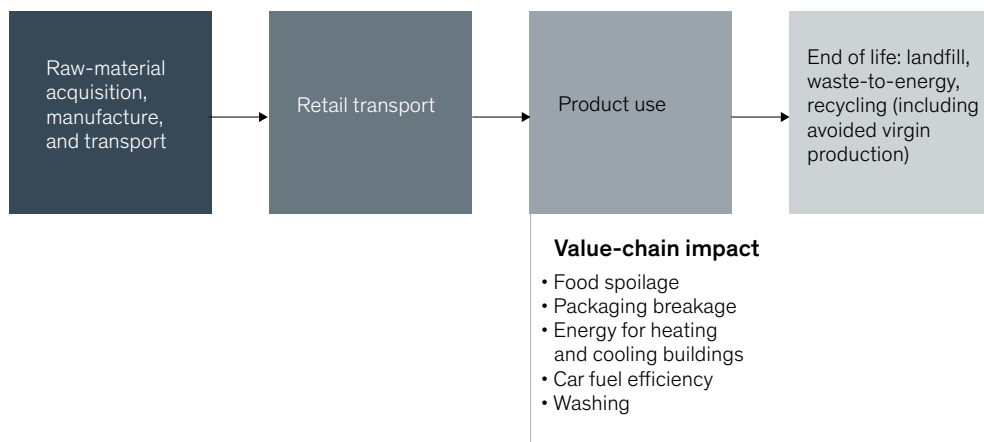 Raw-material
acquisition,
manufacture,
and transport
Retail transport
Product use
End of life: landfill,
waste-to-energy,
recycling (including
avoided virgin
production)
Value-chain impact
• Food spoilage
• Packaging breakage
• Energy for heating
and cooling buildings
• Car fuel efficiency
• Washing